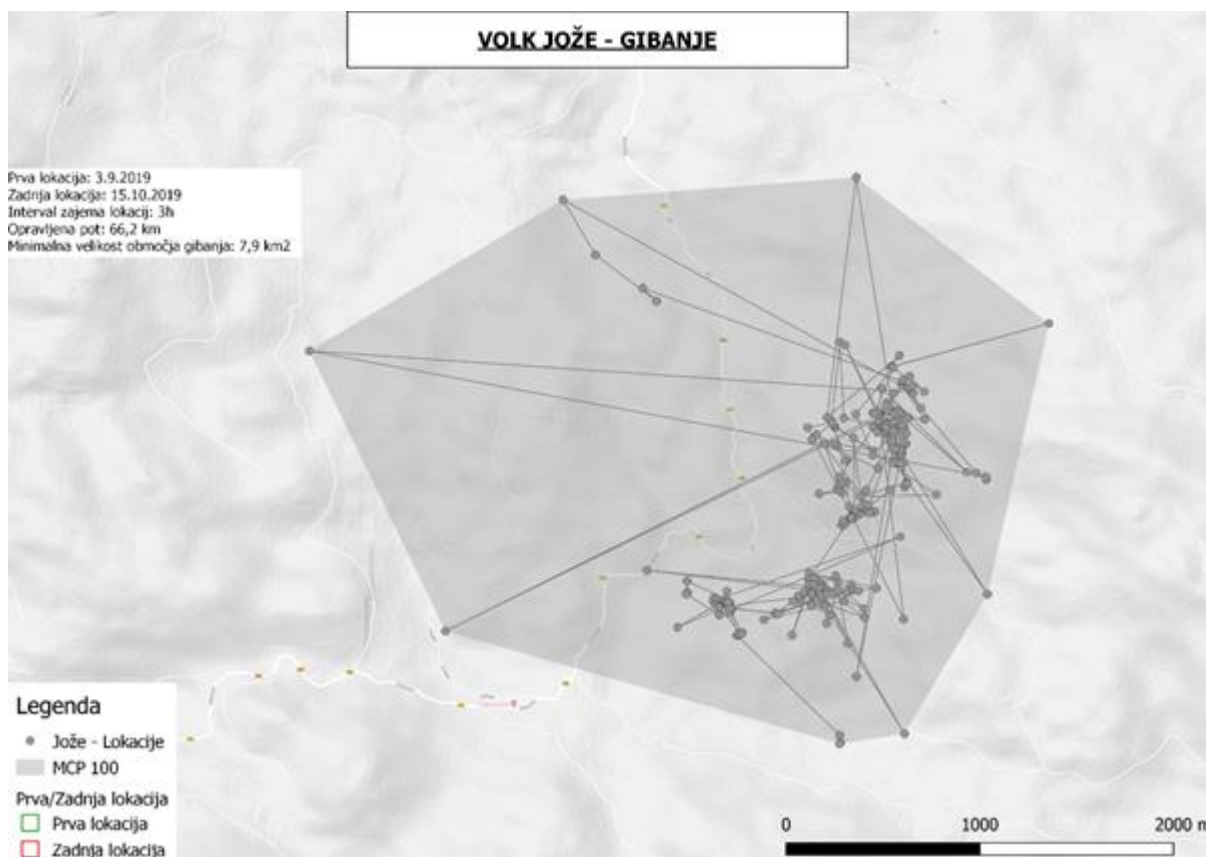 VOLK JOŽE - GIBANJE
Prva lokacija: 3.9.2019
Zadnja lokacija: 15.10.2019
Interval zajema lokacij: 3h
Opravljena pot: 66,2 km
Minimalna velikost območja gibanja: 7,9 km2
Legenda
Jože - Lokacije
MCP 100
Prva/Zadnja lokacija
Prva lokacija
Zadnja lokacija
0 1000 2000 m